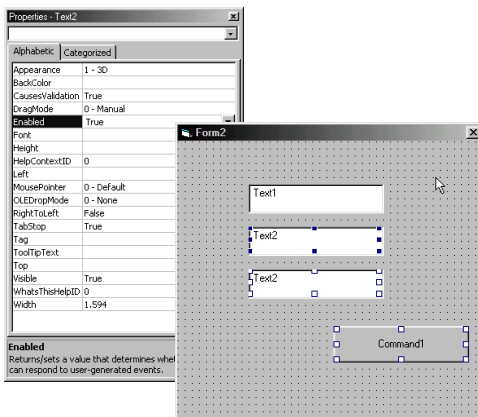 Properties - Text2
Alphabetic Categorized
Appearance 1 - 3D
BackColor
CausesValidation True
DragMode 0 - Manual
Enabled True
Font
Height
HelpContextID 0
Left
MousePointer 0 - Default
OLEDropMode 0 - None
RightToLeft False
TabStop True
Tag
ToolTipText
Top
Visible True
WhatsThisHelpID 0
Width 1.594
Enabled
Returns/sets a value that determines
can respond to user-generated events.
Form2
Text1
Text2
Text2
Command1